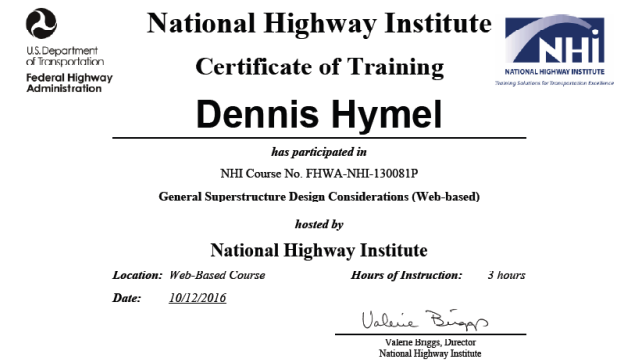 National Highway Institute
U.S. Department
of Transportation
Federal Highway
Administration
NHI
NATIONAL HIGHWAY INSTITUTE
Training Solutions for Transportation Excellence
Certificate of Training
Dennis Hymel
has participated in
NHI Course No. FHWA-NHI-130081P
General Superstructure Design Considerations (Web-based)
hosted by
National Highway Institute
Location: Web-Based Course Hours of Instruction: 3 hours
Date: 10/12/2016
Valerie Briggs
Valerie Briggs, Director
National Highway Institute